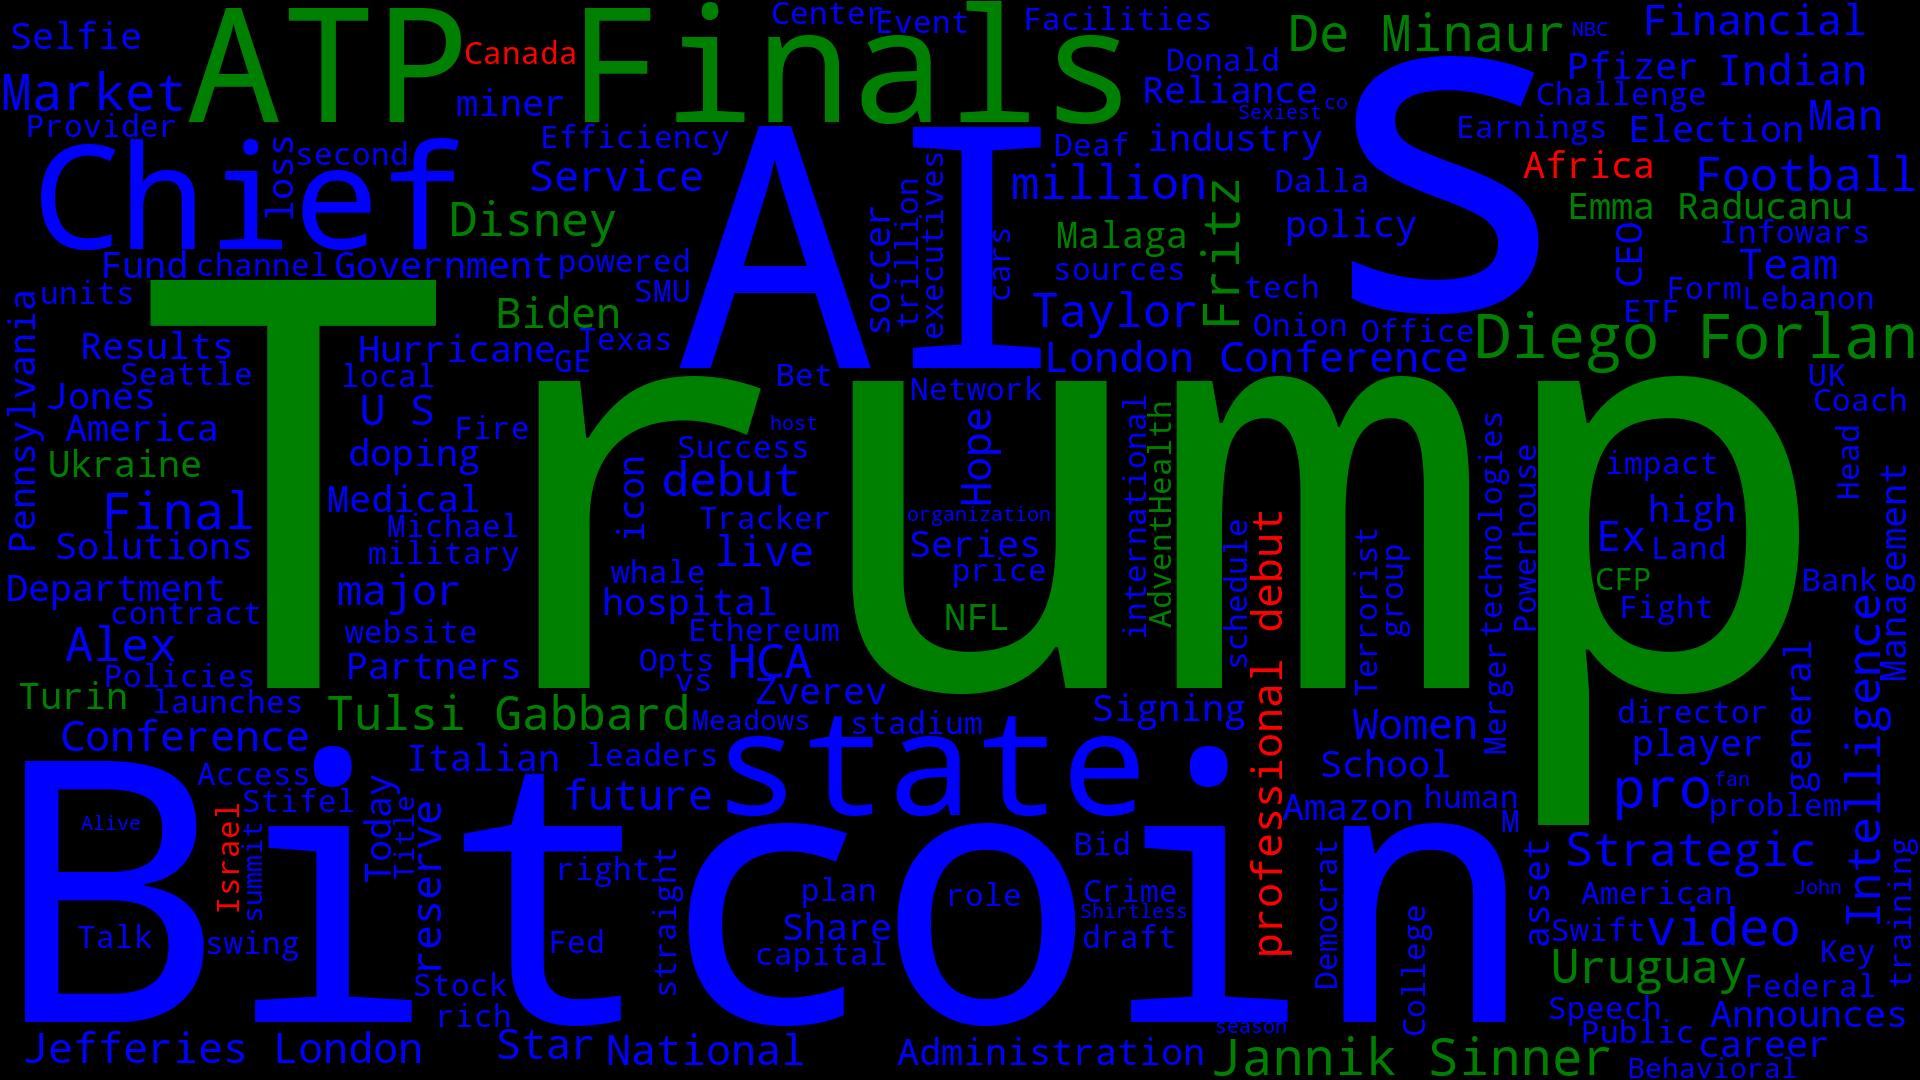 Selfie
ATP Finals
Canada
Center
Event
Facilities
De Minaur
NBC
Financial
Market
miner
Donald
Reliance
Sexiest
co
S
Pfizer
Indian
Challenge
Provider
Chief
loss
second
Efficiency
Service
AI
Deaf
industry
Earnings
Election
Man
Disney
soccer
trillion
executives
cars
million
Dalla
policy
Fritz
Africa
Football
Malaga
Emma Raducanu
CEO
Infowars
Fund
channel
Government
powered
sources
tech
Team
units
SMU
Form
Lebanon
ETF
Pennsylvania
Trump
Biden
Texas
Taylor
Onion
Office
Diego Forlan
Results
Hurricane
GE
London Conference
Seattle
local
Bet
Network
UK
Jones
U S
Hope
Coach
America
Fire
host
Success
international
AdventHealth
Head
Ukraine
doping
icon
debut
technologies
Powerhouse
impact
Final
Medical
Tracker
organization
high
Michael
Series
Ex
Land
Solutions
military
live
price
schedule
professional debut
Terrorist
group
Management
Department
major
whale
CFP
Bank
contract
hospital
NFL
Fight
Alex
website
Ethereum
Policies
Partners
Opts
vs
HCA
Zverev
Merger
general
Intelligence
Turin
launches
Tulsi Gabbard
Meadows
stadium
Signing
Women
director
Conference
Italian
leaders
state
School
player
Access
Stifel
Today
Title
reserve
future
Amazon
human
M
pro
fan
problem
Bitcoin
Alive
Israel
summit
right
straight
Bid
Democrat
asset
Strategic
plan
role
Crime
Shirtless
College
American
John
training
Talk
swing
Fed
Share
capital
draft
Swift
video
Key
Stock
rich
Uruguay
Federal
season
Speech
Announces
Jefferies
London
Star
National
Administration
Jannik Sinner
Public
career
Behavioral